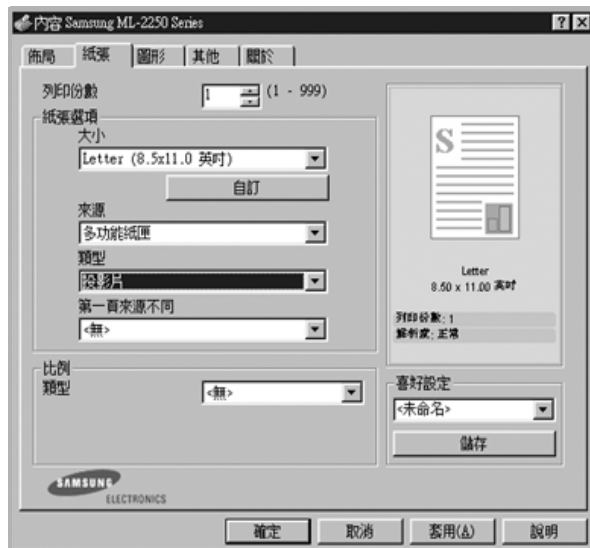 內容 Samsung ML-2250 Series
佈局 紙張 圖形 其他 關於
列印份數 1 (1 - 999)
紙張選項
大小
Letter (8.5x11.0 英吋)
自訂
來源
多功能紙匣
類型
投影片
第一頁來源不同
<無>
比例
類型 <無>
S
Letter
8.50 x 11.00 英吋
列印份數: 1
解析度: 正常
喜好設定
<未命名>
儲存
SAMSUNG
ELECTRONICS
確定 取消 套用(A) 說明